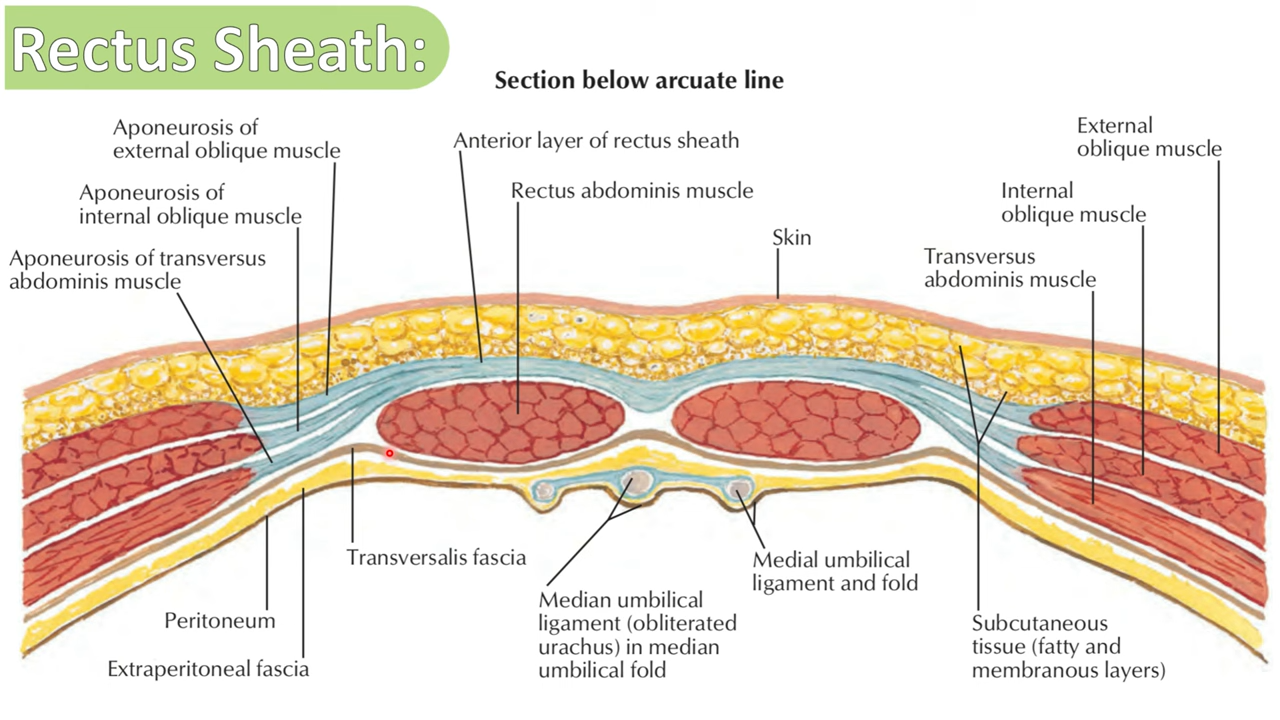 Rectus Sheath:
Section below arcuate line
Aponeurosis of
external oblique muscle
Aponeurosis of
internal oblique muscle
Aponeurosis of transversus
abdominis muscle
Anterior layer of rectus sheath
Rectus abdominis muscle
Skin
External
oblique muscle
Internal
oblique muscle
Transversus
abdominis muscle
Transversalis fascia
Peritoneum
Extraperitoneal fascia
Median umbilical
ligament (obliterated
urachus) in median
umbilical fold
Medial umbilical
ligament and fold
Subcutaneous
tissue (fatty and
membranous layers)